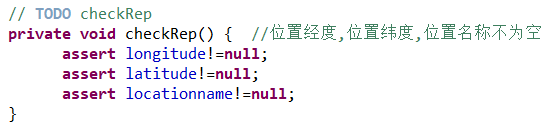 // TODO checkRep
private void checkRep() {  //位置经度,位置纬度,位置名称不为空
      assert longitude!=null;
      assert latitude!=null;
      assert locationname!=null;
}